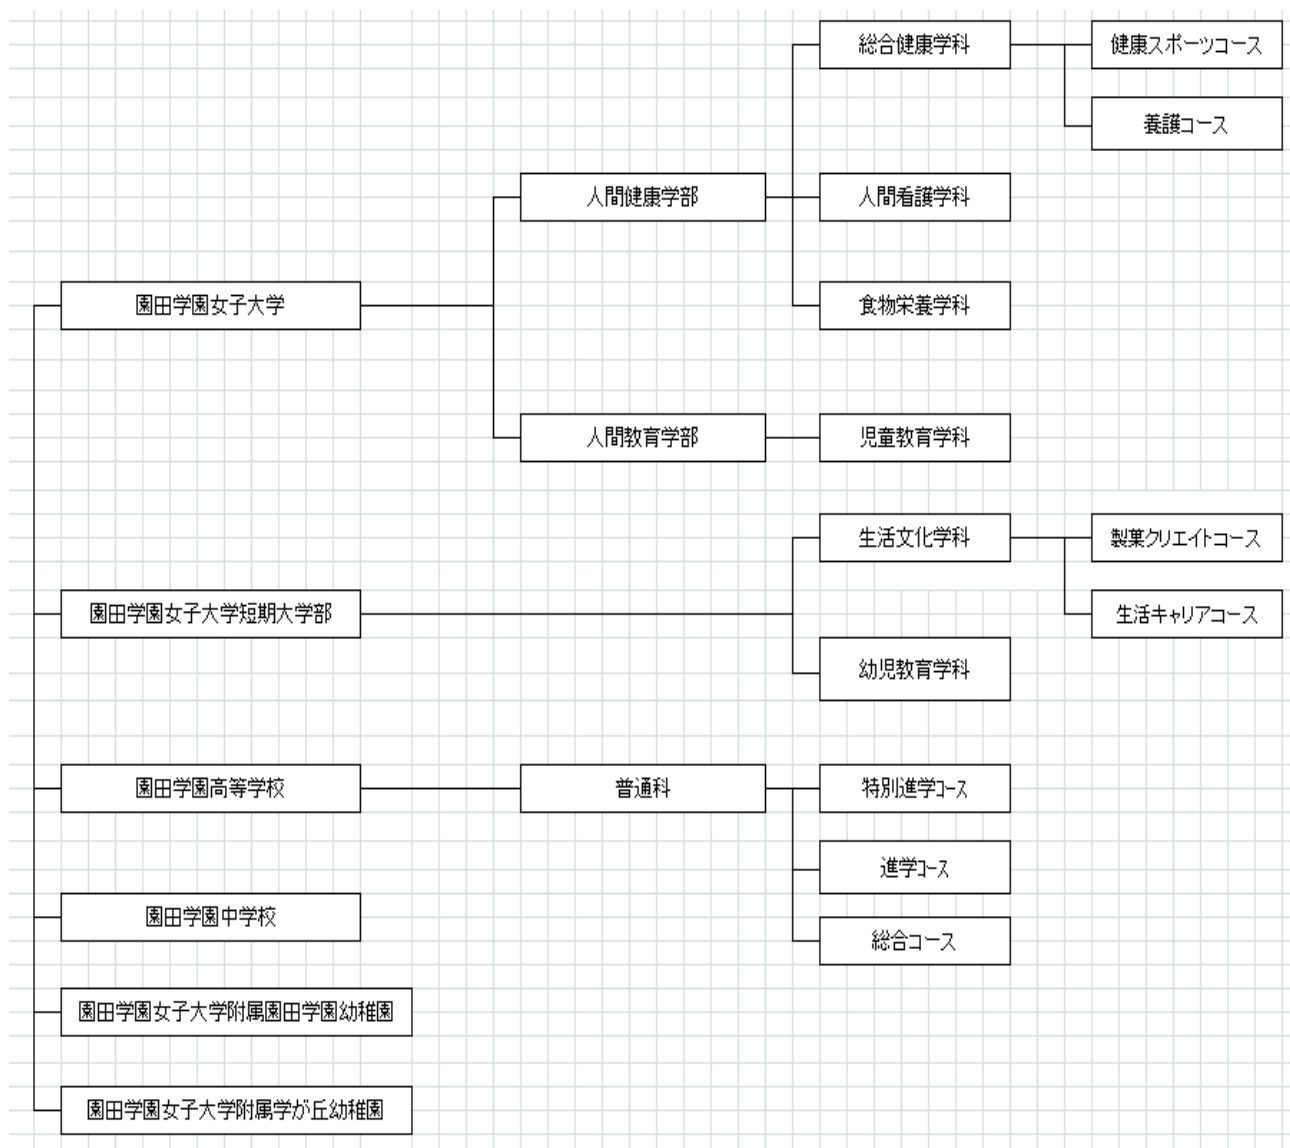 総合健康学科
健康スポーツコース
養護コース
人間健康学部
人間看護学科
園田学園女子大学
食物栄養学科
人間教育学部
児童教育学科
生活文化学科
製菓クリエイトコース
園田学園女子大学短期大学部
生活キャリアコース
幼児教育学科
園田学園高等学校
普通科
特別進学コース
進学コース
園田学園中学校
総合コース
園田学園女子大学附属園田学園幼稚園
園田学園女子大学附属学が丘幼稚園